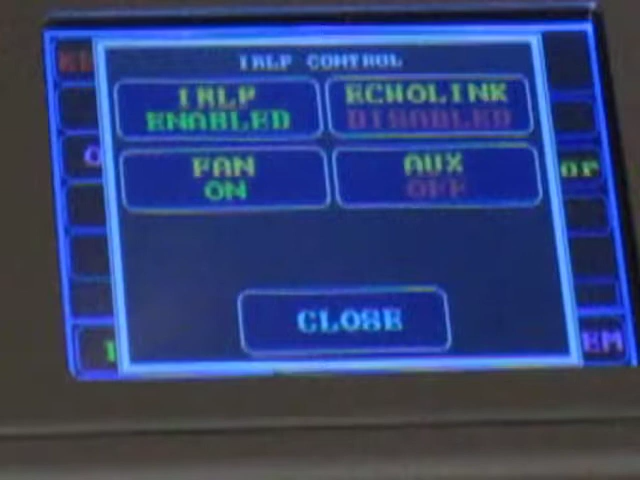 IRLP CONTROL
IRLP
ENABLED
ECHOLINK
DISABLED
FAN
ON
AUX
OFF
CLOSE